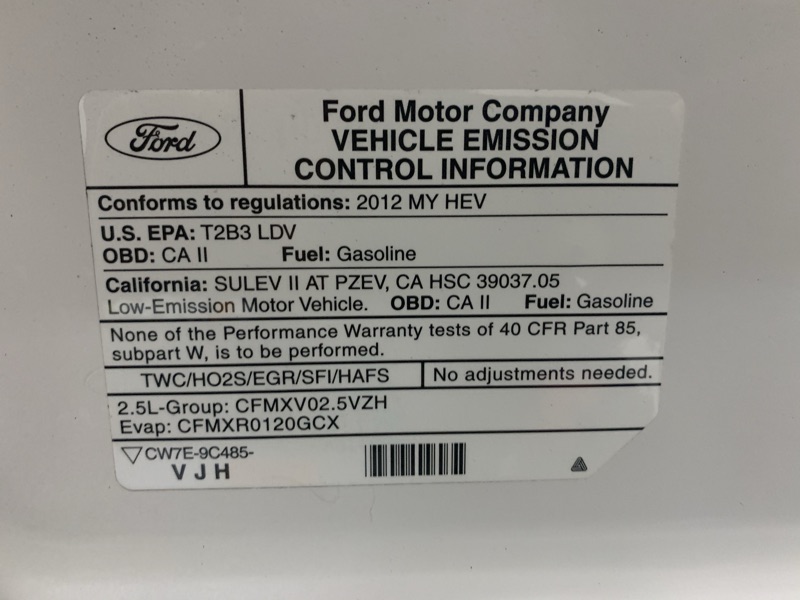 Ford
Ford Motor Company
VEHICLE EMISSION
CONTROL INFORMATION
Conforms to regulations: 2012 MY HEV
U.S. EPA: T2B3 LDV
OBD: CA II Fuel: Gasoline
California: SULEV II AT PZEV, CA HSC 39037.05
Low-Emission Motor Vehicle. OBD: CA II Fuel: Gasoline
None of the Performance Warranty tests of 40 CFR Part 85,
subpart W, is to be performed.
TWC/HO2S/EGR/SFI/HAFS No adjustments needed.
2.5L-Group: CFMXV02.5VZH
Evap: CFMXR0120GCX
CW7E-9C485-
VJH